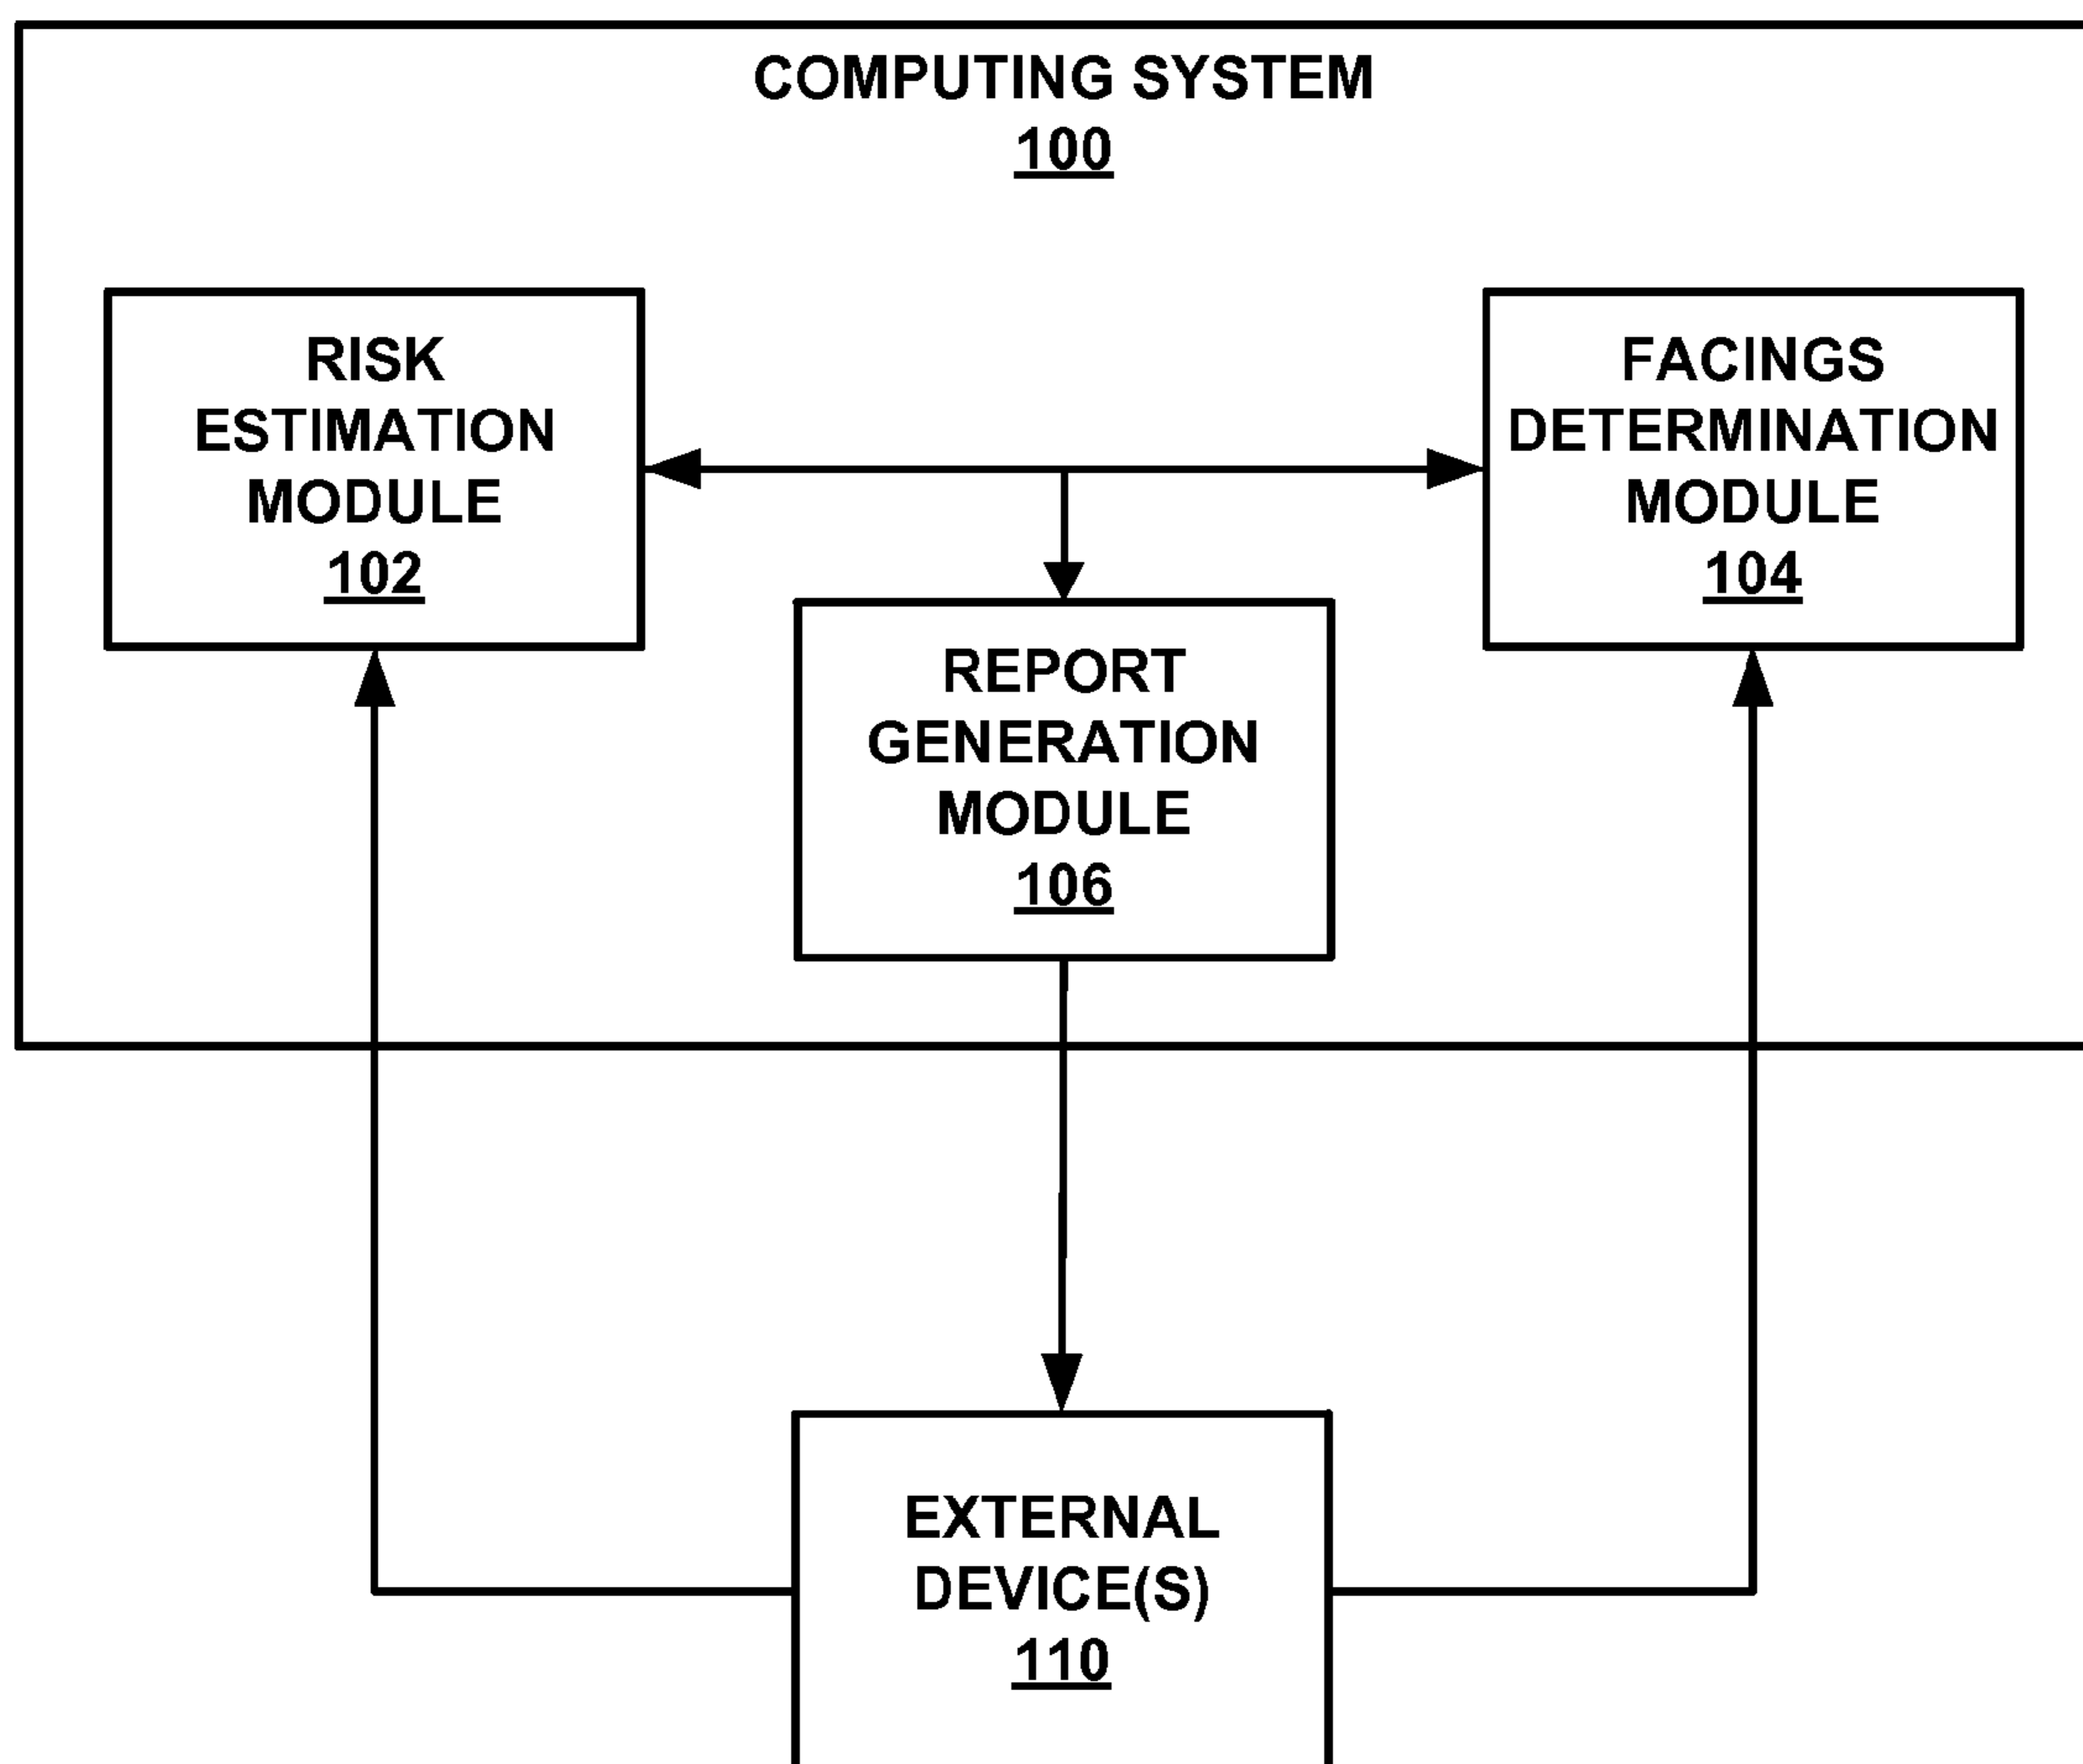 COMPUTING SYSTEM
100
RISK
ESTIMATION
MODULE
102
FACINGS
DETERMINATION
MODULE
104
REPORT
GENERATION
MODULE
106
EXTERNAL
DEVICE(S)
110